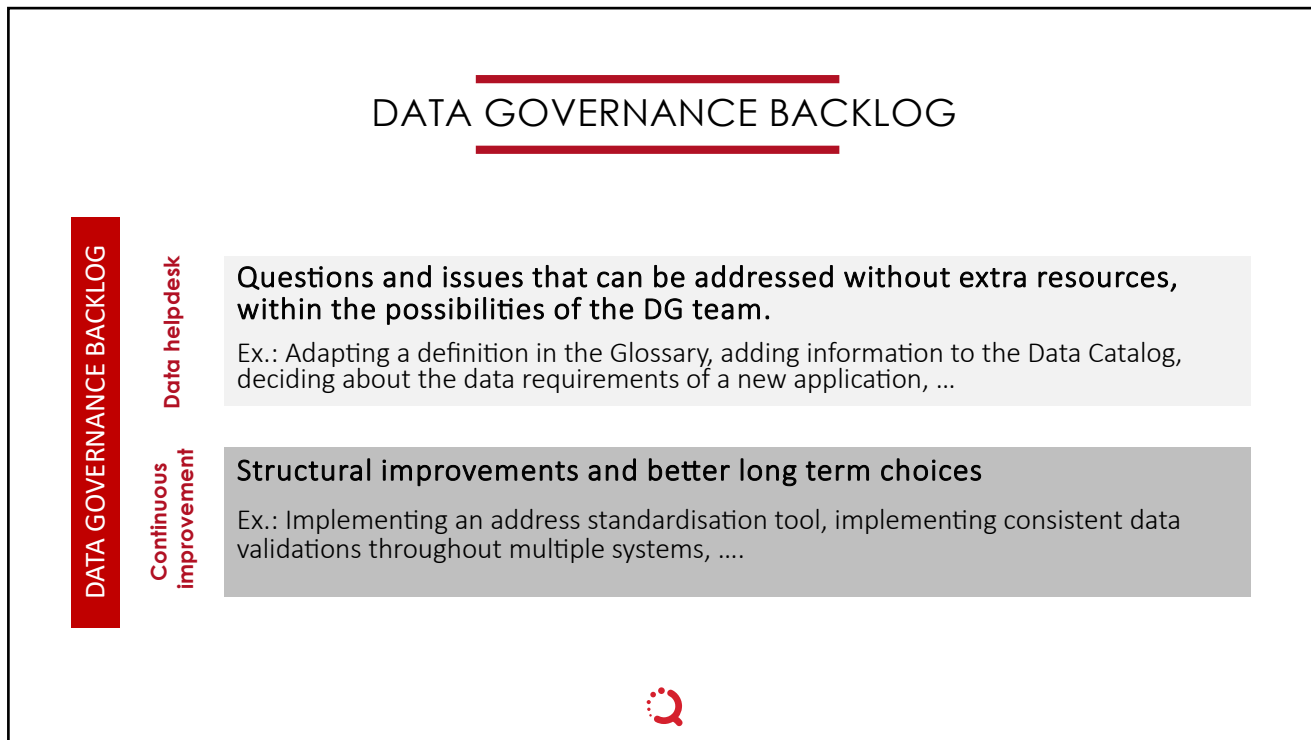 DATA GOVERNANCE BACKLOG
DATA GOVERNANCE BACKLOG
Data helpdesk
Questions and issues that can be addressed without extra resources,
within the possibilities of the DG team.
Ex.: Adapting a definition in the Glossary, adding information to the Data Catalog,
deciding about the data requirements of a new application, ...
Continuous
improvement
Structural improvements and better long term choices
Ex.: Implementing an address standardisation tool, implementing consistent data
validations throughout multiple systems, ....